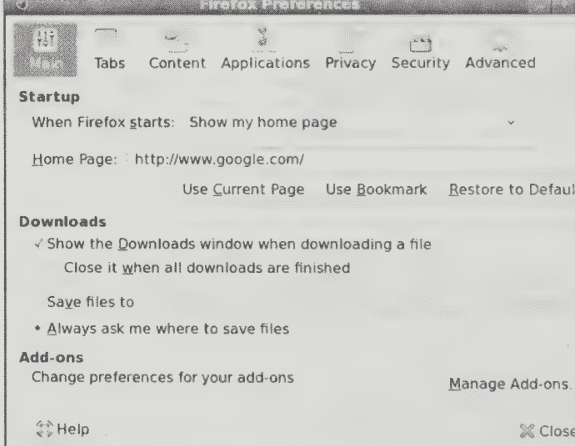 Firefox Preferences
Main Tabs Content Applications Privacy Security Advanced
Startup
When Firefox starts: Show my home page
Home Page: http://www.google.com/
Use Current Page Use Bookmark Restore to Defaul
Downloads
Show the Downloads window when downloading a file
Close it when all downloads are finished
Save files to
Always ask me where to save files
Add-ons
Change preferences for your add-ons
Manage Add-ons.
Help Close